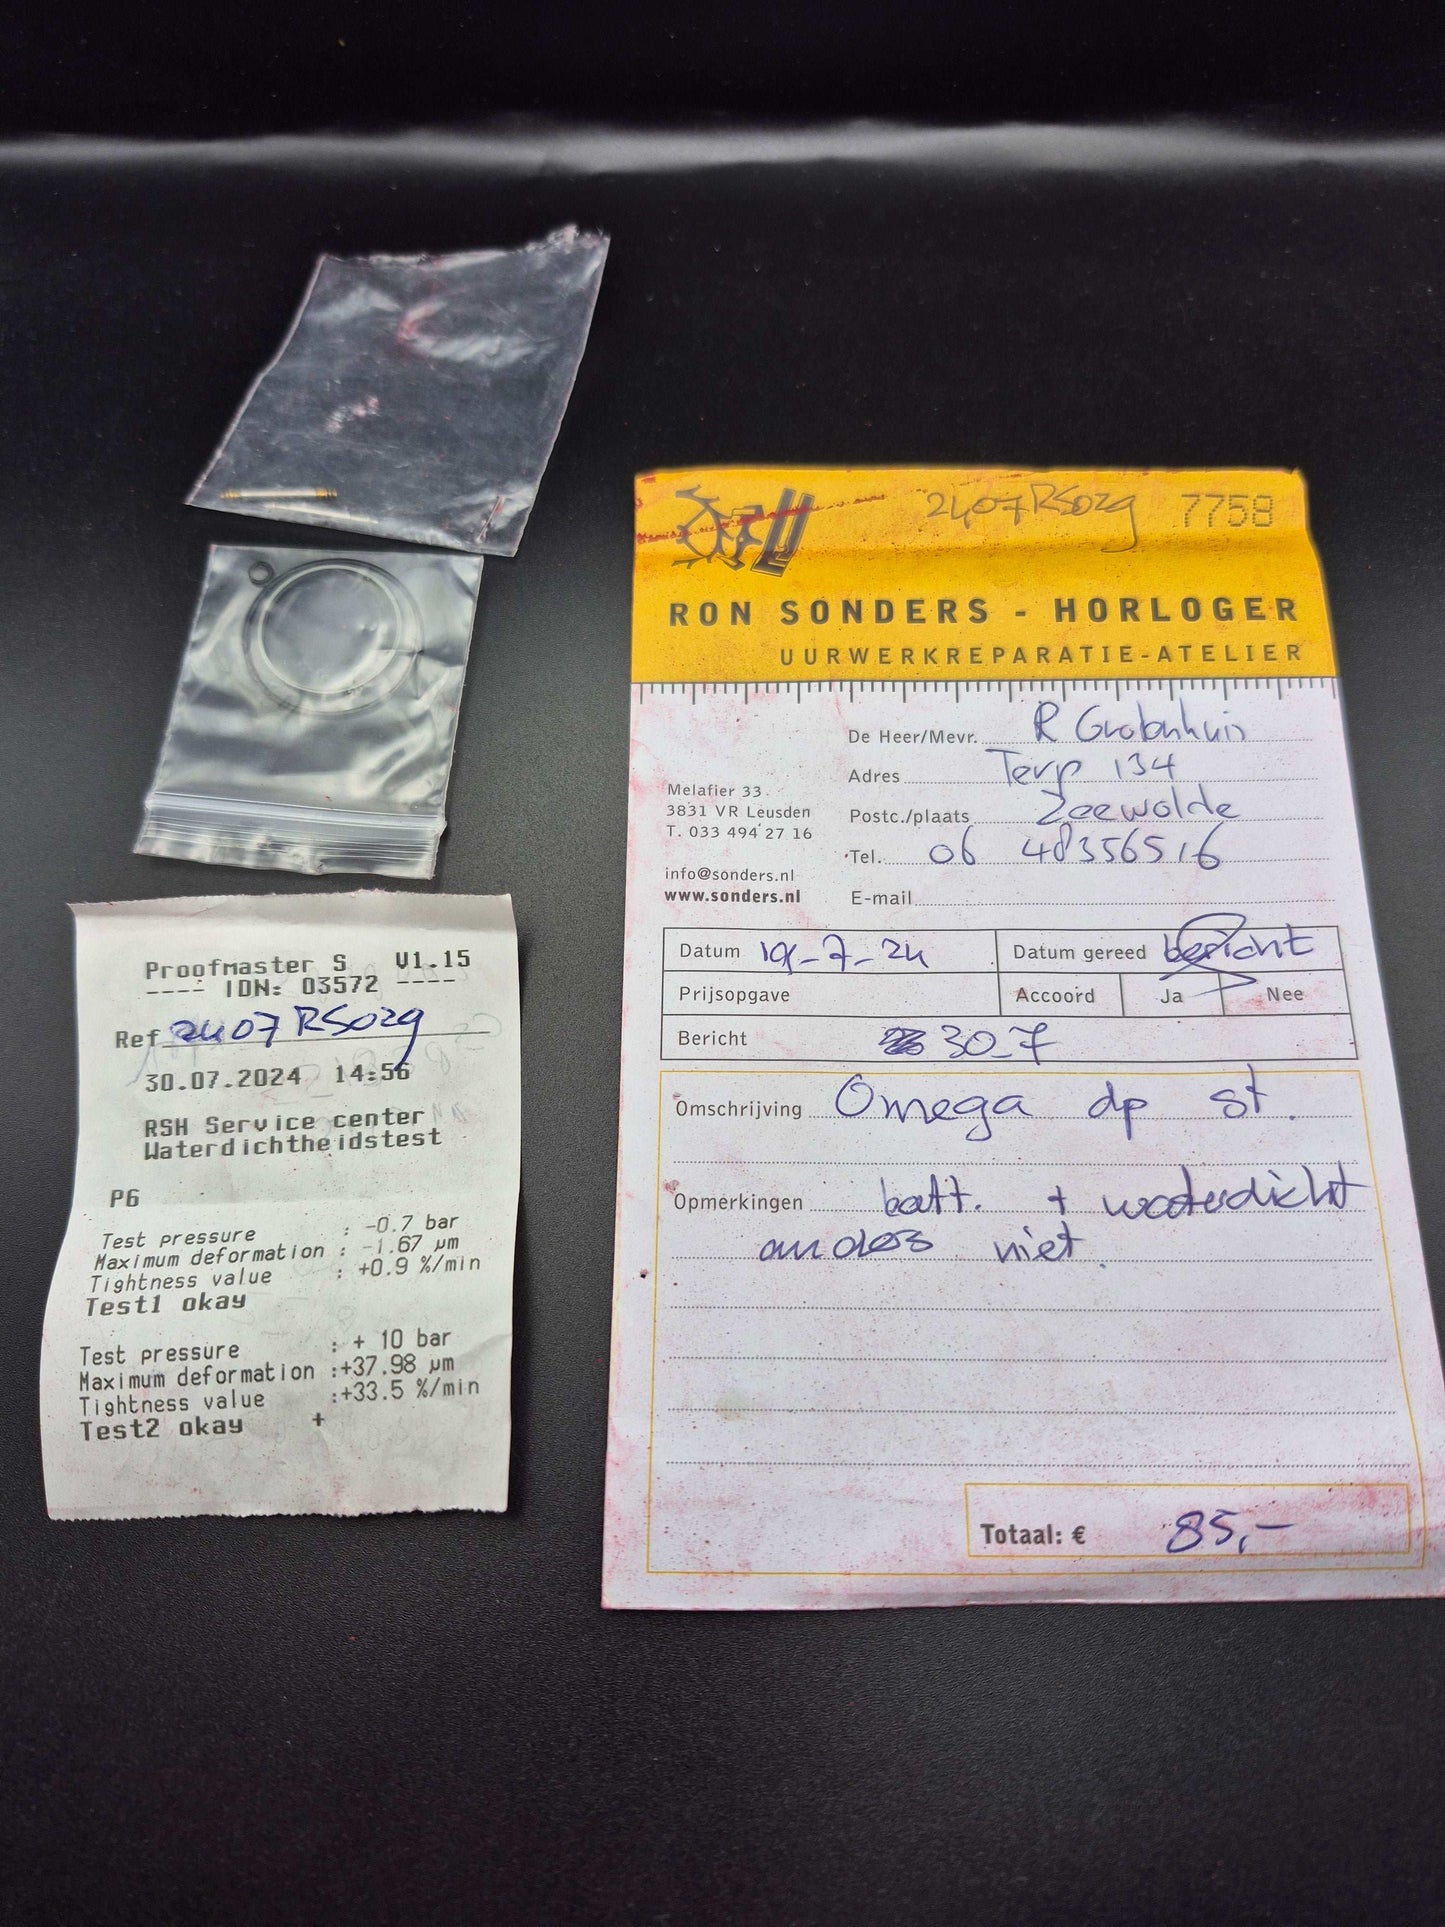 Proofmaster S V1.15
---- IDN: 03572 ----
Ref 2407RS029
30.07.2024 14:56
RSH Service center
Waterdichtheidstest
P6
Test pressure : -0.7 bar
Maximum deformation : -1.67 µm
Tightness value : +0.9 %/min
Test1 okay
Test pressure : + 10 bar
Maximum deformation :+37.98 µm
Tightness value :+33.5 %/min
Test2 okay +
2407RS029 7758
RON SONDERS - HORLOGER
UURWERKREPARATIE-ATELIER
Melafier 33
3831 VR Leusden
T. 033 494 27 16
info@sonders.nl
www.sonders.nl
De Heer/Mevr. R Grobenhuis
Adres Terp 134
Postc./plaats Zeewolde
Tel. 06 48356516
E-mail
Datum 19-7-24 Datum gereed bericht
Prijsopgave Accoord Ja Nee
Bericht 30-7
Omschrijving Omega dp st.
Opmerkingen batt. + waterdicht
anders niet.
Totaal: € 85,-